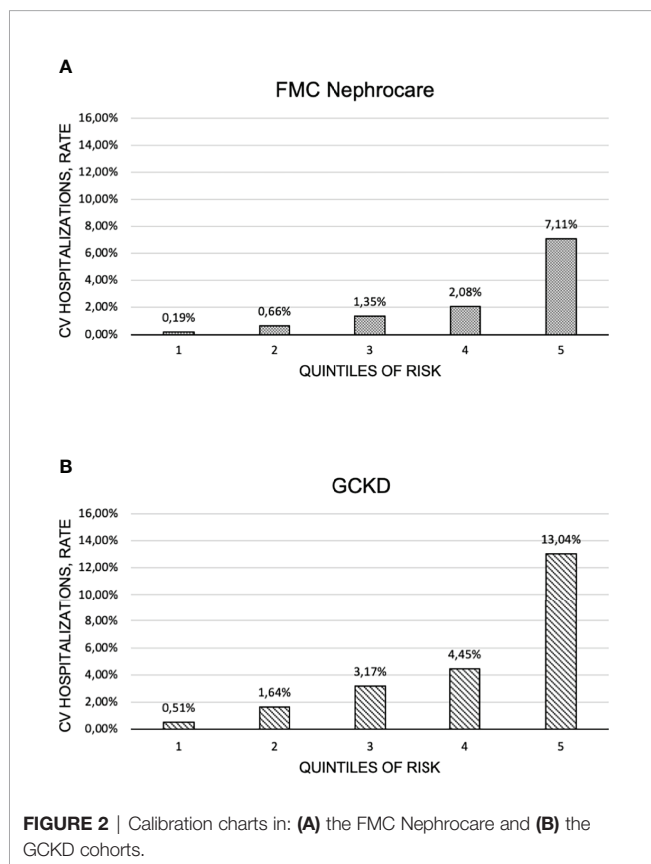 A
FMC Nephrocare
CV HOSPITALIZATIONS, RATE
16,00%
14,00%
12,00%
10,00%
8,00%
6,00%
4,00%
2,00%
0,00%
0,19%
0,66%
1,35%
2,08%
7,11%
1 2 3 4 5
QUINTILES OF RISK
B
GCKD
CV HOSPITALIZATIONS, RATE
16,00%
14,00%
12,00%
10,00%
8,00%
6,00%
4,00%
2,00%
0,00%
0,51%
1,64%
3,17%
4,45%
13,04%
1 2 3 4 5
QUINTILES OF RISK
FIGURE 2 | Calibration charts in: (A) the FMC Nephrocare and (B) the
GCKD cohorts.